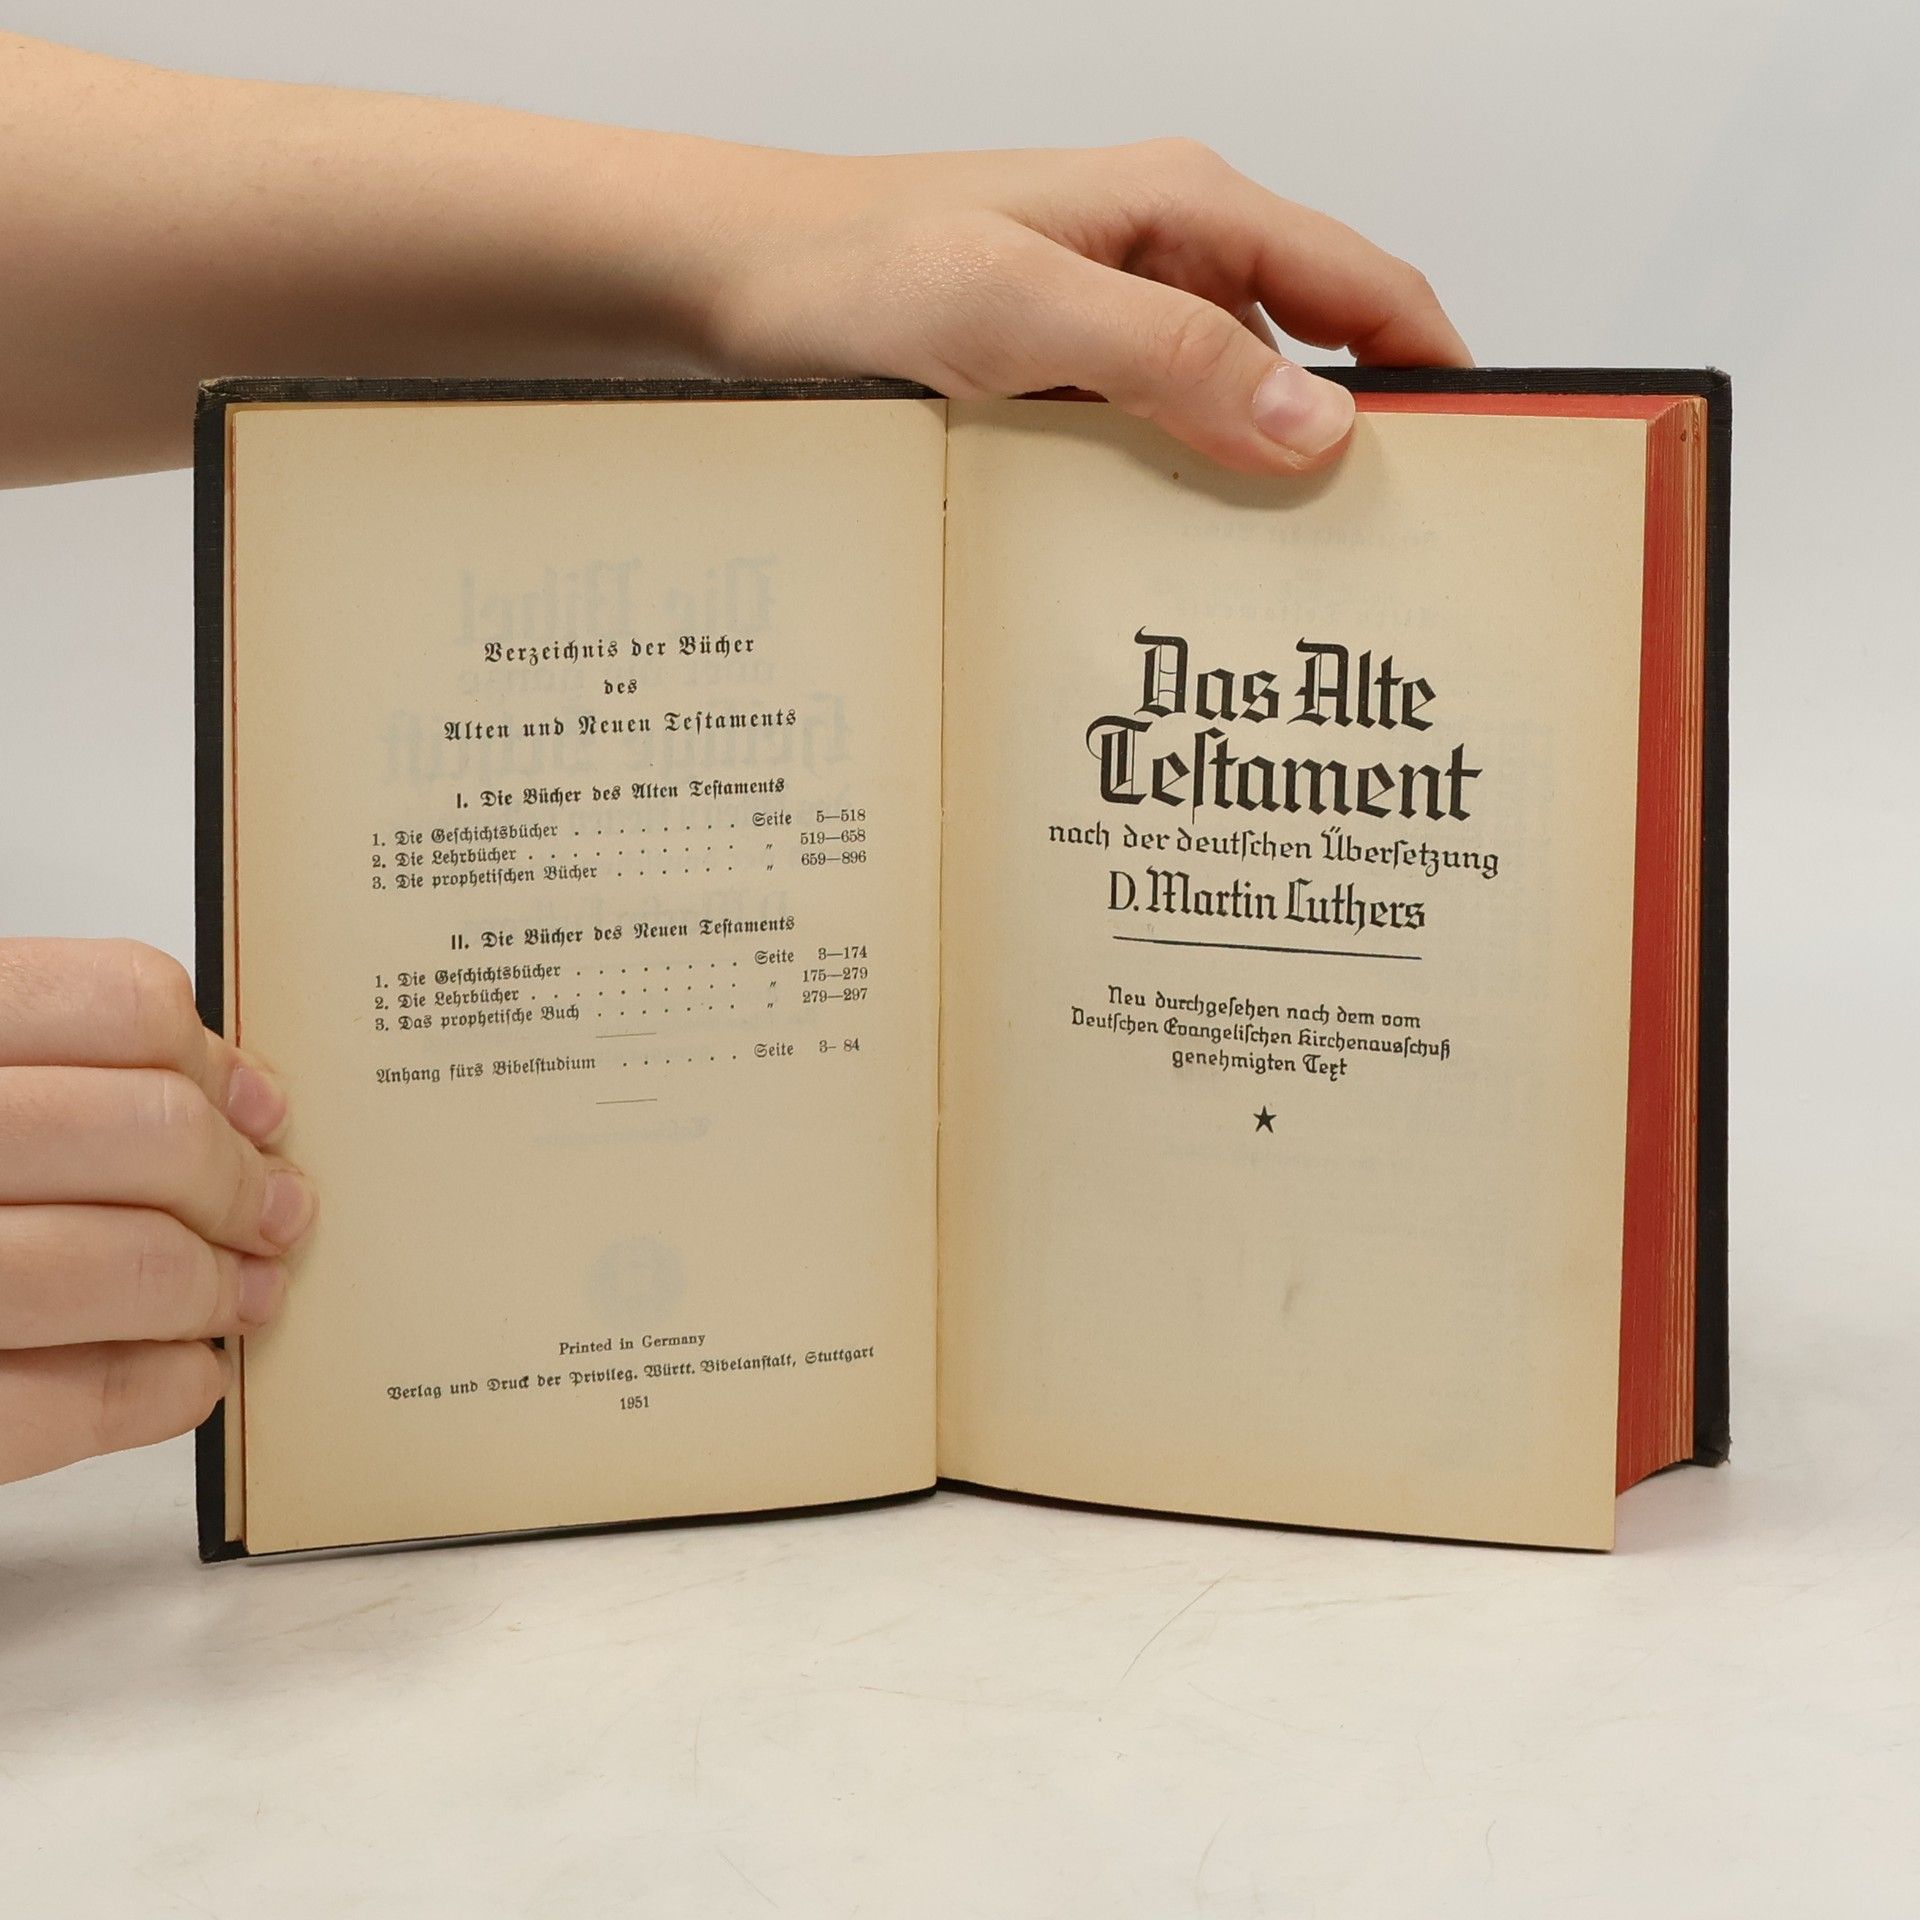 Verzeichnis der Bücher
des
Alten und Neuen Teſtaments
I. Die Bücher des Alten Teſtaments
1. Die Geſchichtsbücher . . . . . . . . Seite 5—518
2. Die Lehrbücher . . . . . . . . . . „ 519—658
3. Die prophetiſchen Bücher . . . . . . „ 659—896
II. Die Bücher des Neuen Teſtaments
1. Die Geſchichtsbücher . . . . . . . . Seite 3—174
2. Die Lehrbücher . . . . . . . . . . „ 175—279
3. Das prophetiſche Buch . . . . . . . „ 279—297
Anhang fürs Bibelſtudium . . . . . . Seite 3– 84
Printed in Germany
Verlag und Druck der Privileg. Württ. Bibelanſtalt, Stuttgart
1951
Das Alte
Teſtament
nach der deutſchen Überſetzung
D. Martin Luthers
Neu durchgeſehen nach dem vom
Deutſchen Evangeliſchen Kirchenausſchuß
genehmigten Text